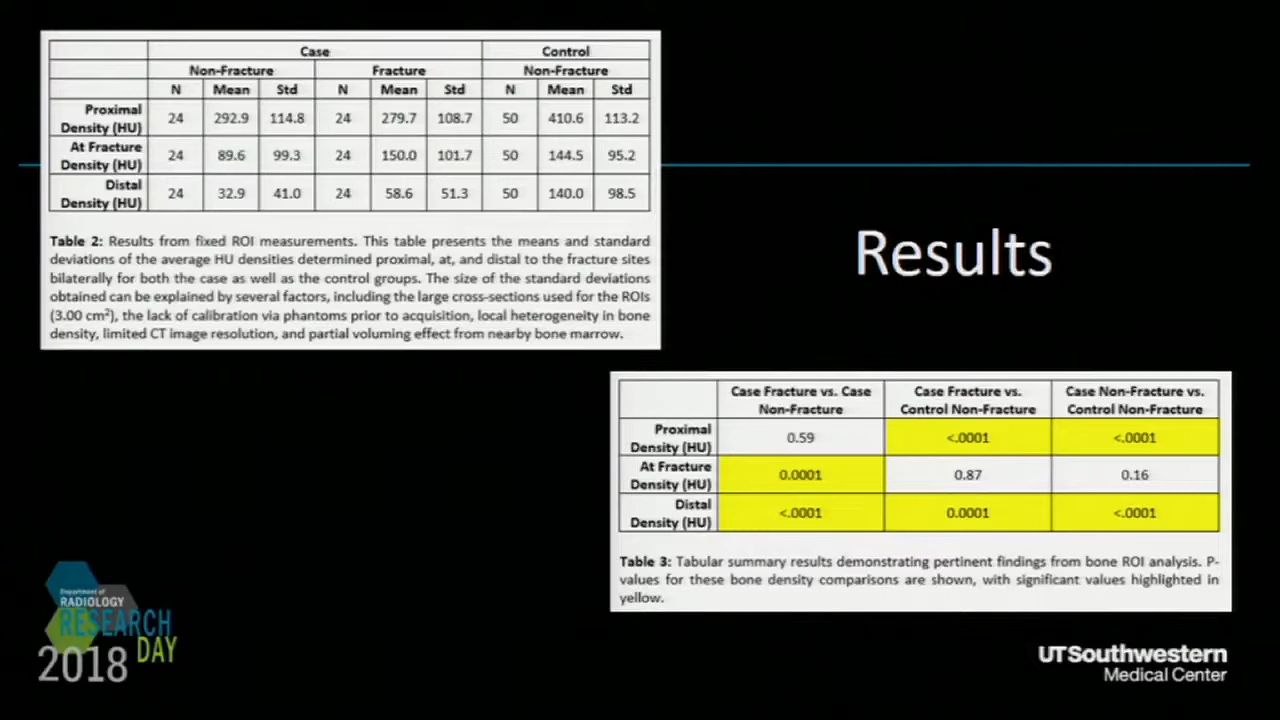 Case Control
Non-Fracture Fracture Non-Fracture
N Mean Std N Mean Std N Mean Std
Proximal
Density (HU) 24 292.9 114.8 24 279.7 108.7 50 410.6 113.2
At Fracture
Density (HU) 24 89.6 99.3 24 150.0 101.7 50 144.5 95.2
Distal
Density (HU) 24 32.9 41.0 24 58.6 51.3 50 140.0 98.5
Table 2: Results from fixed ROI measurements. This table presents the means and standard
deviations of the average HU densities determined proximal, at, and distal to the fracture sites
bilaterally for both the case as well as the control groups. The size of the standard deviations
obtained can be explained by several factors, including the large cross-sections used for the ROIs
(3.00 cm²), the lack of calibration via phantoms prior to acquisition, local heterogeneity in bone
density, limited CT image resolution, and partial voluming effect from nearby bone marrow.
Results
Case Fracture vs. Case Case Fracture vs. Case Non-Fracture vs.
Non-Fracture Control Non-Fracture Control Non-Fracture
Proximal
Density (HU) 0.59 <.0001 <.0001
At Fracture
Density (HU) 0.0001 0.87 0.16
Distal
Density (HU) <.0001 0.0001 <.0001
Table 3: Tabular summary results demonstrating pertinent findings from bone ROI analysis. P-
values for these bone density comparisons are shown, with significant values highlighted in
yellow.
Department of
RADIOLOGY
RESEARCH
2018 DAY
UTSouthwestern
Medical Center